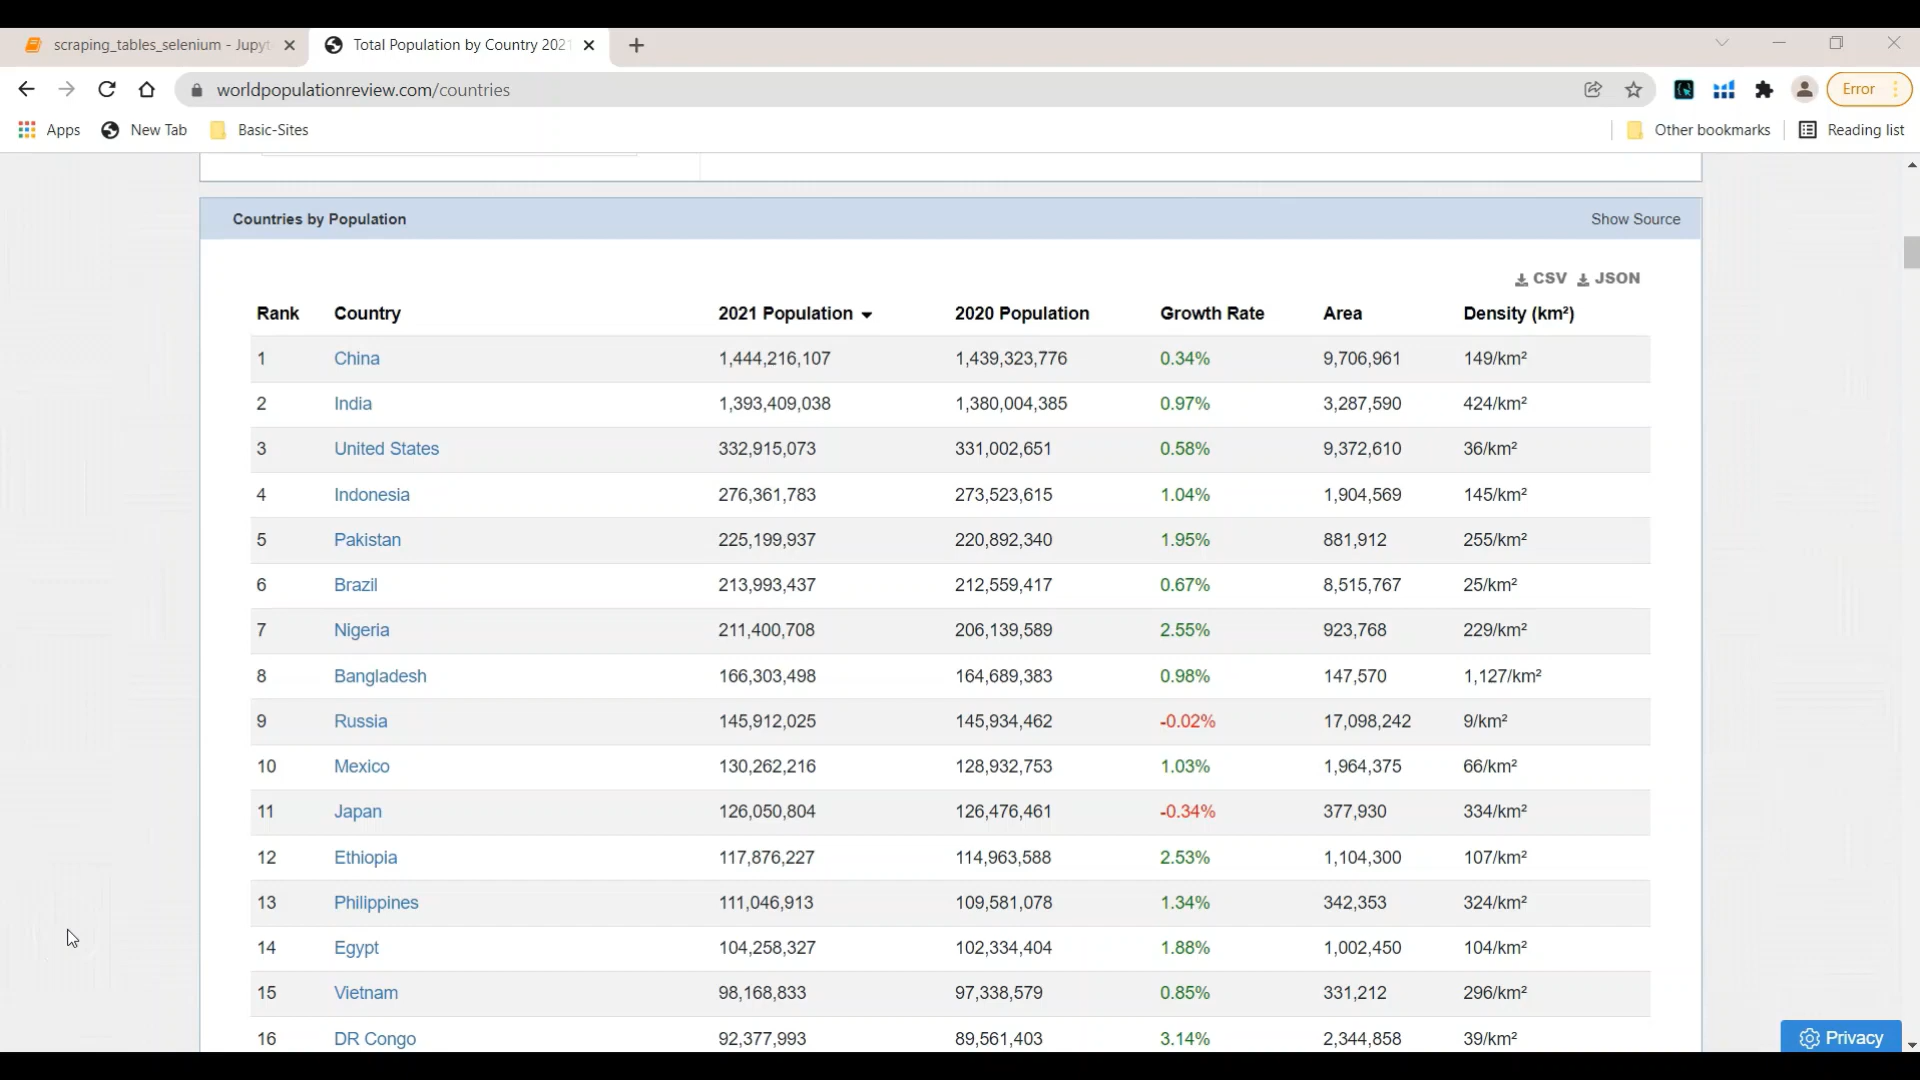 scraping_tables_selenium - Jupyt
Total Population by Country 2021
worldpopulationreview.com/countries
Error
Apps
New Tab
Basic-Sites
Other bookmarks
Reading list
Countries by Population
Show Source
CSV JSON
Rank Country 2021 Population 2020 Population Growth Rate Area Density (km²)
1 China 1,444,216,107 1,439,323,776 0.34% 9,706,961 149/km²
2 India 1,393,409,038 1,380,004,385 0.97% 3,287,590 424/km²
3 United States 332,915,073 331,002,651 0.58% 9,372,610 36/km²
4 Indonesia 276,361,783 273,523,615 1.04% 1,904,569 145/km²
5 Pakistan 225,199,937 220,892,340 1.95% 881,912 255/km²
6 Brazil 213,993,437 212,559,417 0.67% 8,515,767 25/km²
7 Nigeria 211,400,708 206,139,589 2.55% 923,768 229/km²
8 Bangladesh 166,303,498 164,689,383 0.98% 147,570 1,127/km²
9 Russia 145,912,025 145,934,462 -0.02% 17,098,242 9/km²
10 Mexico 130,262,216 128,932,753 1.03% 1,964,375 66/km²
11 Japan 126,050,804 126,476,461 -0.34% 377,930 334/km²
12 Ethiopia 117,876,227 114,963,588 2.53% 1,104,300 107/km²
13 Philippines 111,046,913 109,581,078 1.34% 342,353 324/km²
14 Egypt 104,258,327 102,334,404 1.88% 1,002,450 104/km²
15 Vietnam 98,168,833 97,338,579 0.85% 331,212 296/km²
16 DR Congo 92,377,993 89,561,403 3.14% 2,344,858 39/km²
Privacy